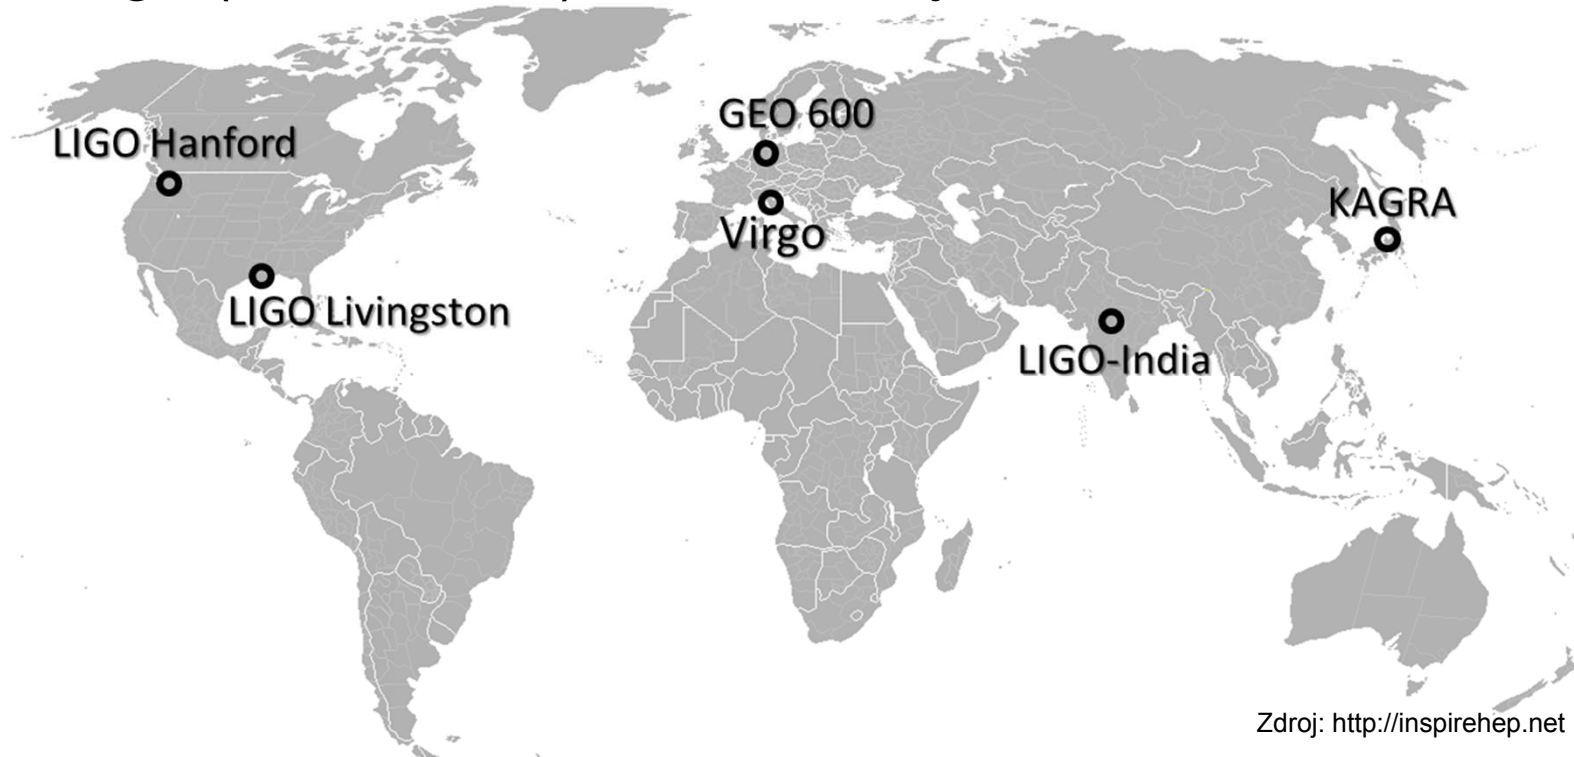 GEO 600
LIGO Hanford
KAGRA
Virgo
LIGO Livingston
LIGO-India
Zdroj: http://inspirehep.net